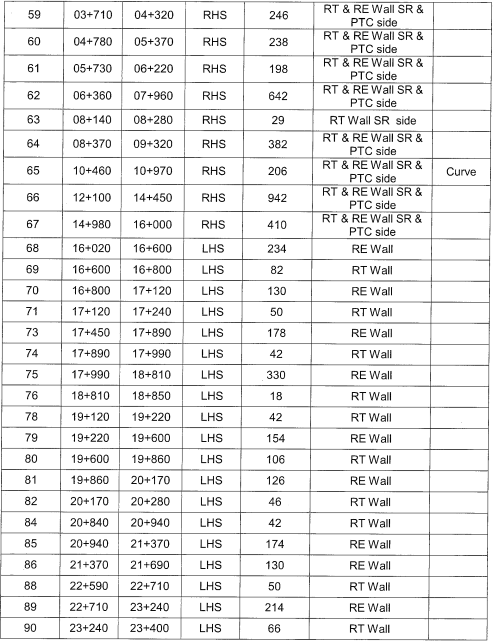 59 03+710 04+320 RHS 246 RT & RE Wall SR &
PTC side
60 04+780 05+370 RHS 238 RT & RE Wall SR &
PTC side
61 05+730 06+220 RHS 198 RT & RE Wall SR &
PTC side
62 06+360 07+960 RHS 642 RT & RE Wall SR &
PTC side
63 08+140 08+280 RHS 29 RT Wall SR side
64 08+370 09+320 RHS 382 RT & RE Wall SR &
PTC side
65 10+460 10+970 RHS 206 RT & RE Wall SR &
PTC side Curve
66 12+100 14+450 RHS 942 RT & RE Wall SR &
PTC side
67 14+980 16+000 RHS 410 RT & RE Wall SR &
PTC side
68 16+020 16+600 LHS 234 RE Wall
69 16+600 16+800 LHS 82 RT Wall
70 16+800 17+120 LHS 130 RE Wall
71 17+120 17+240 LHS 50 RT Wall
73 17+450 17+890 LHS 178 RE Wall
74 17+890 17+990 LHS 42 RT Wall
75 17+990 18+810 LHS 330 RE Wall
76 18+810 18+850 LHS 18 RT Wall
78 19+120 19+220 LHS 42 RT Wall
79 19+220 19+600 LHS 154 RE Wall
80 19+600 19+860 LHS 106 RT Wall
81 19+860 20+170 LHS 126 RE Wall
82 20+170 20+280 LHS 46 RT Wall
84 20+840 20+940 LHS 42 RT Wall
85 20+940 21+370 LHS 174 RE Wall
86 21+370 21+690 LHS 130 RE Wall
88 22+590 22+710 LHS 50 RT Wall
89 22+710 23+240 LHS 214 RE Wall
90 23+240 23+400 LHS 66 RT Wall